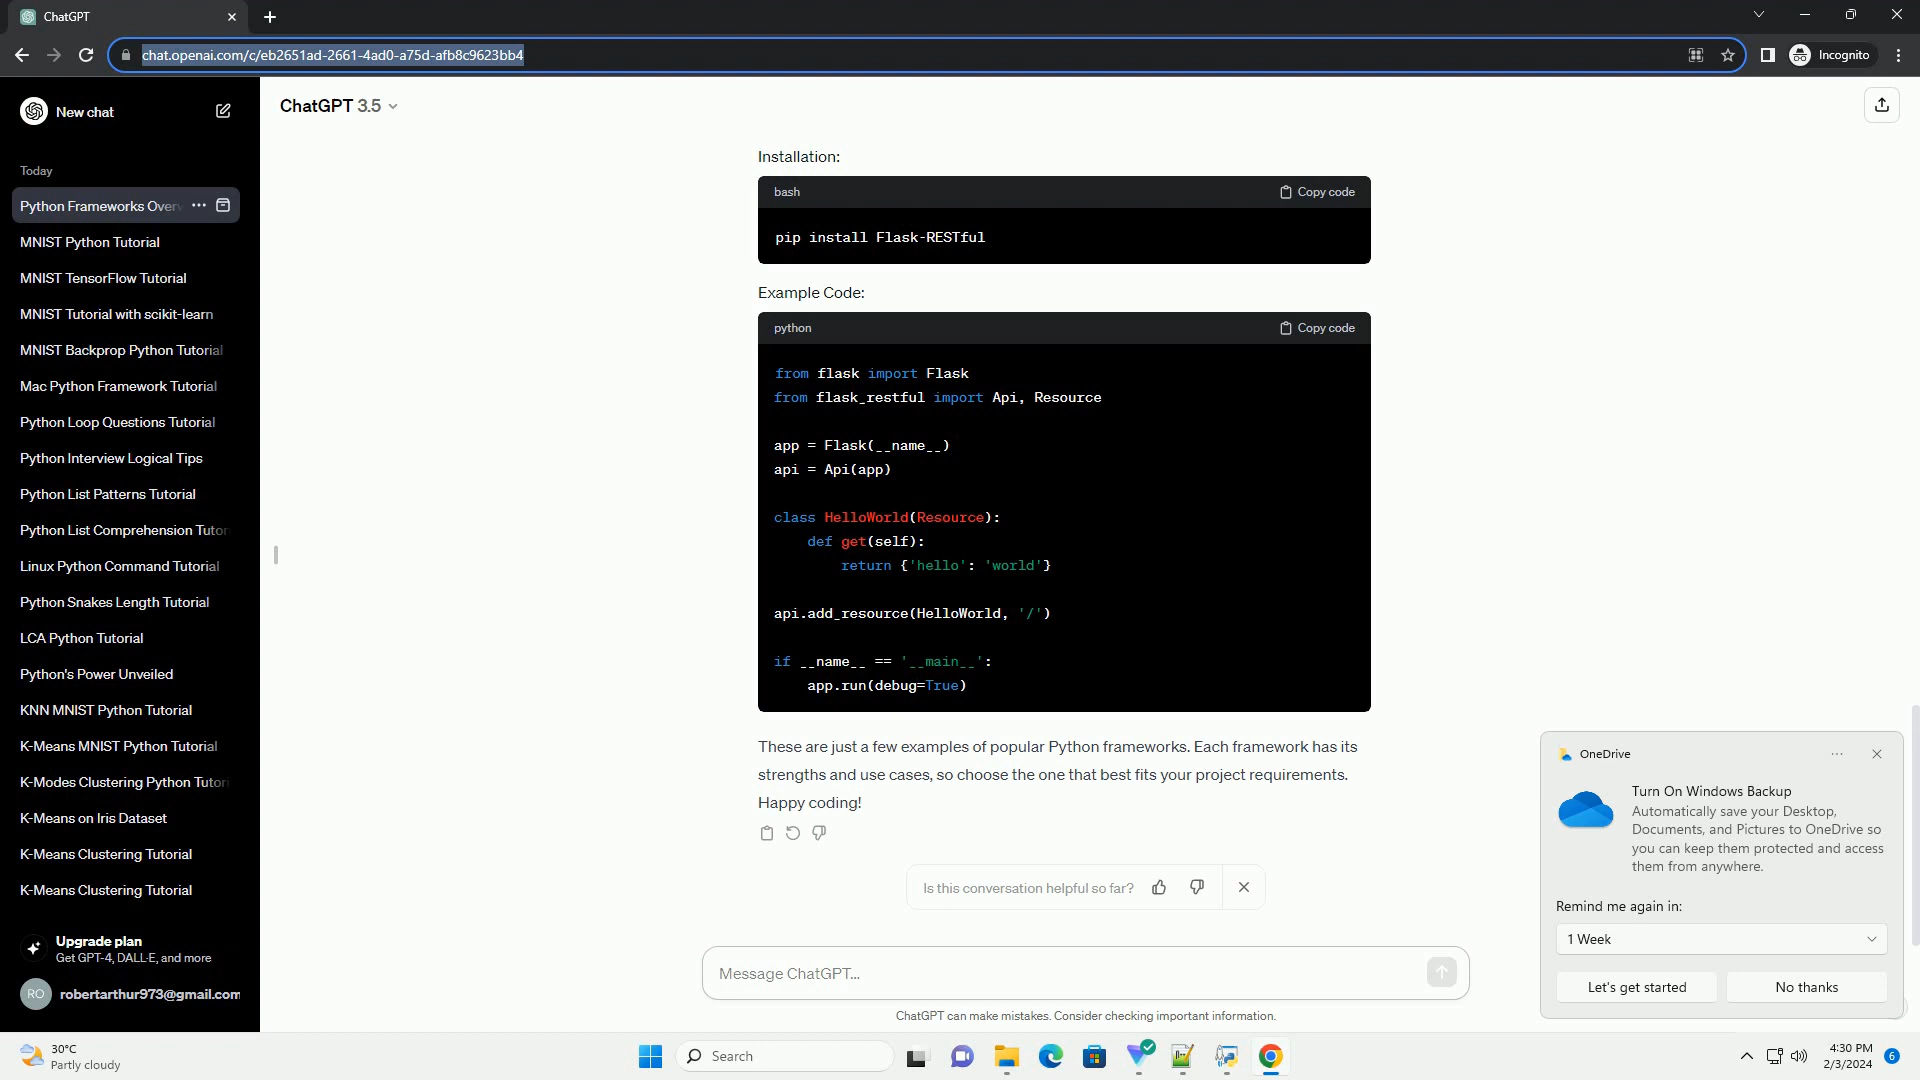 ChatGPT
chat.openai.com/c/eb2651ad-2661-4ad0-a75d-afb8c9623bb4
Incognito
New chat
Today
Python Frameworks Over
MNIST Python Tutorial
MNIST TensorFlow Tutorial
MNIST Tutorial with scikit-learn
MNIST Backprop Python Tutorial
Mac Python Framework Tutorial
Python Loop Questions Tutorial
Python Interview Logical Tips
Python List Patterns Tutorial
Python List Comprehension Tutor
Linux Python Command Tutorial
Python Snakes Length Tutorial
LCA Python Tutorial
Python's Power Unveiled
KNN MNIST Python Tutorial
K-Means MNIST Python Tutorial
K-Modes Clustering Python Tutori
K-Means on Iris Dataset
K-Means Clustering Tutorial
K-Means Clustering Tutorial
Upgrade plan
Get GPT-4, DALL·E, and more
RO robertarthur973@gmail.com
ChatGPT 3.5
Installation:
bash Copy code
pip install Flask-RESTful
Example Code:
python Copy code
from flask import Flask
from flask_restful import Api, Resource
app = Flask(__name__)
api = Api(app)
class HelloWorld(Resource):
    def get(self):
        return {'hello': 'world'}
api.add_resource(HelloWorld, '/')
if __name__ == '__main__':
    app.run(debug=True)
These are just a few examples of popular Python frameworks. Each framework has its
strengths and use cases, so choose the one that best fits your project requirements.
Happy coding!
Is this conversation helpful so far?
Message ChatGPT...
ChatGPT can make mistakes. Consider checking important information.
OneDrive
Turn On Windows Backup
Automatically save your Desktop,
Documents, and Pictures to OneDrive so
you can keep them protected and access
them from anywhere.
Remind me again in:
1 Week
Let's get started
No thanks
30°C
Partly cloudy
Search
4:30 PM
2/3/2024
6